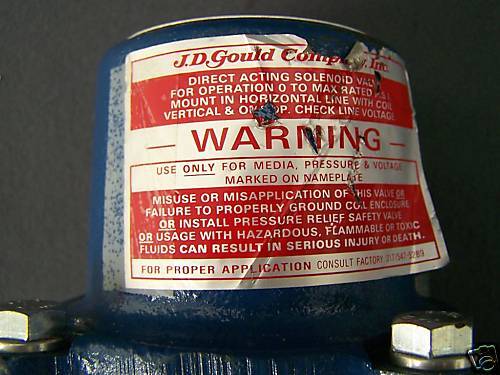 J.D.Gould Company, Inc.
DIRECT ACTING SOLENOID VALV
FOR OPERATION 0 TO MAX RATED
MOUNT IN HORIZONTAL LINE WITH COIL
VERTICAL & ON TOP. CHECK LINE VOLTAGE
WARNING
USE ONLY FOR MEDIA, PRESSURE & VOLTAGE
MARKED ON NAMEPLATE
MISUSE OR MISAPPLICATION OF THIS VALVE OR
FAILURE TO PROPERLY GROUND COIL ENCLOSURE
OR INSTALL PRESSURE RELIEF SAFETY VALVE
OR USAGE WITH HAZARDOUS, FLAMMABLE OR TOXIC
FLUIDS CAN RESULT IN SERIOUS INJURY OR DEATH.
FOR PROPER APPLICATION CONSULT FACTORY